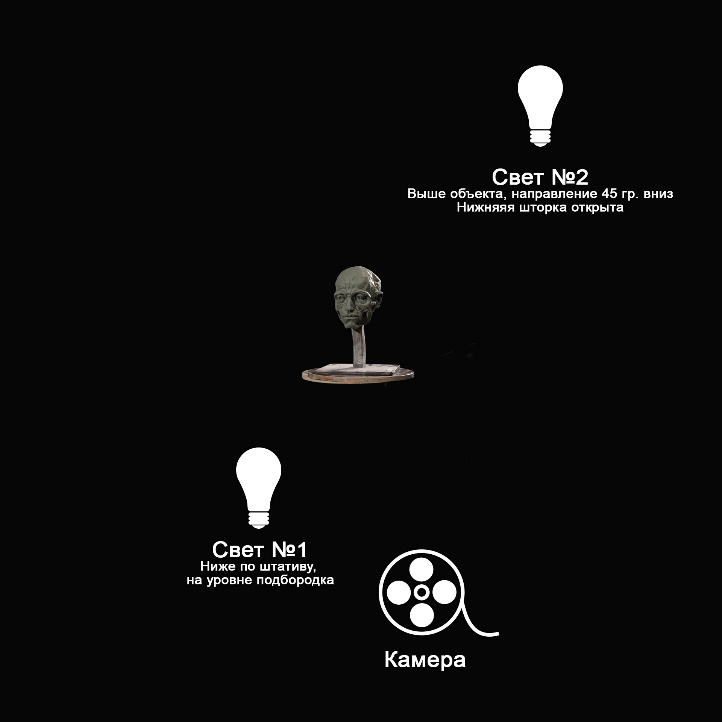 Свет №2
Выше объекта, направление 45 гр. вниз
Нижняяя шторка открыта
Свет №1
Ниже по штативу,
на уровне подбородка
Камера